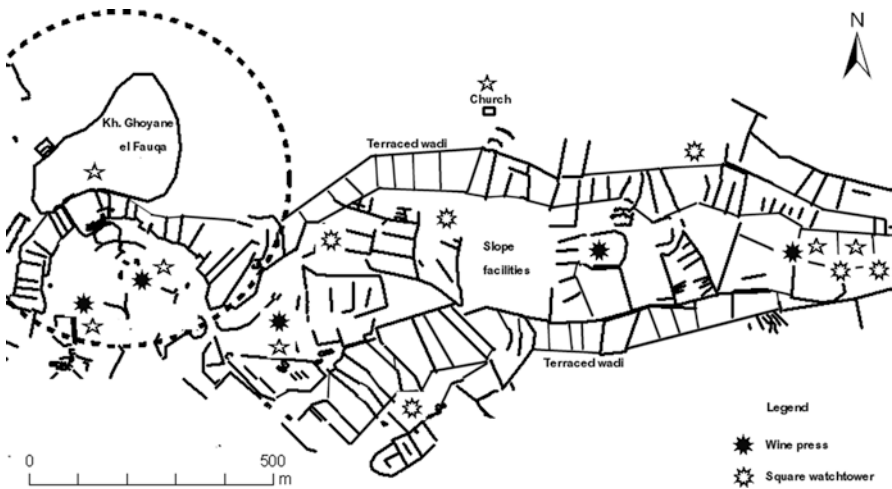 N
Church
Kh. Ghoyane
el Fauqa
Terraced wadi
Slope
facilities
Terraced wadi
Legend
Wine press
Square watchtower
0 500
m